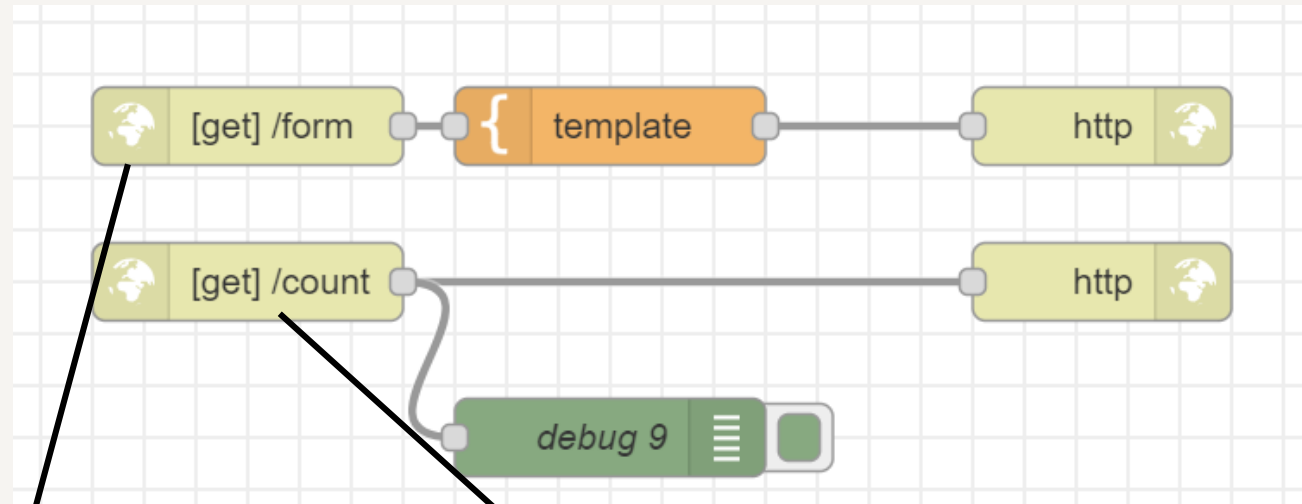 [get] /form
template
http
[get] /count
http
debug 9